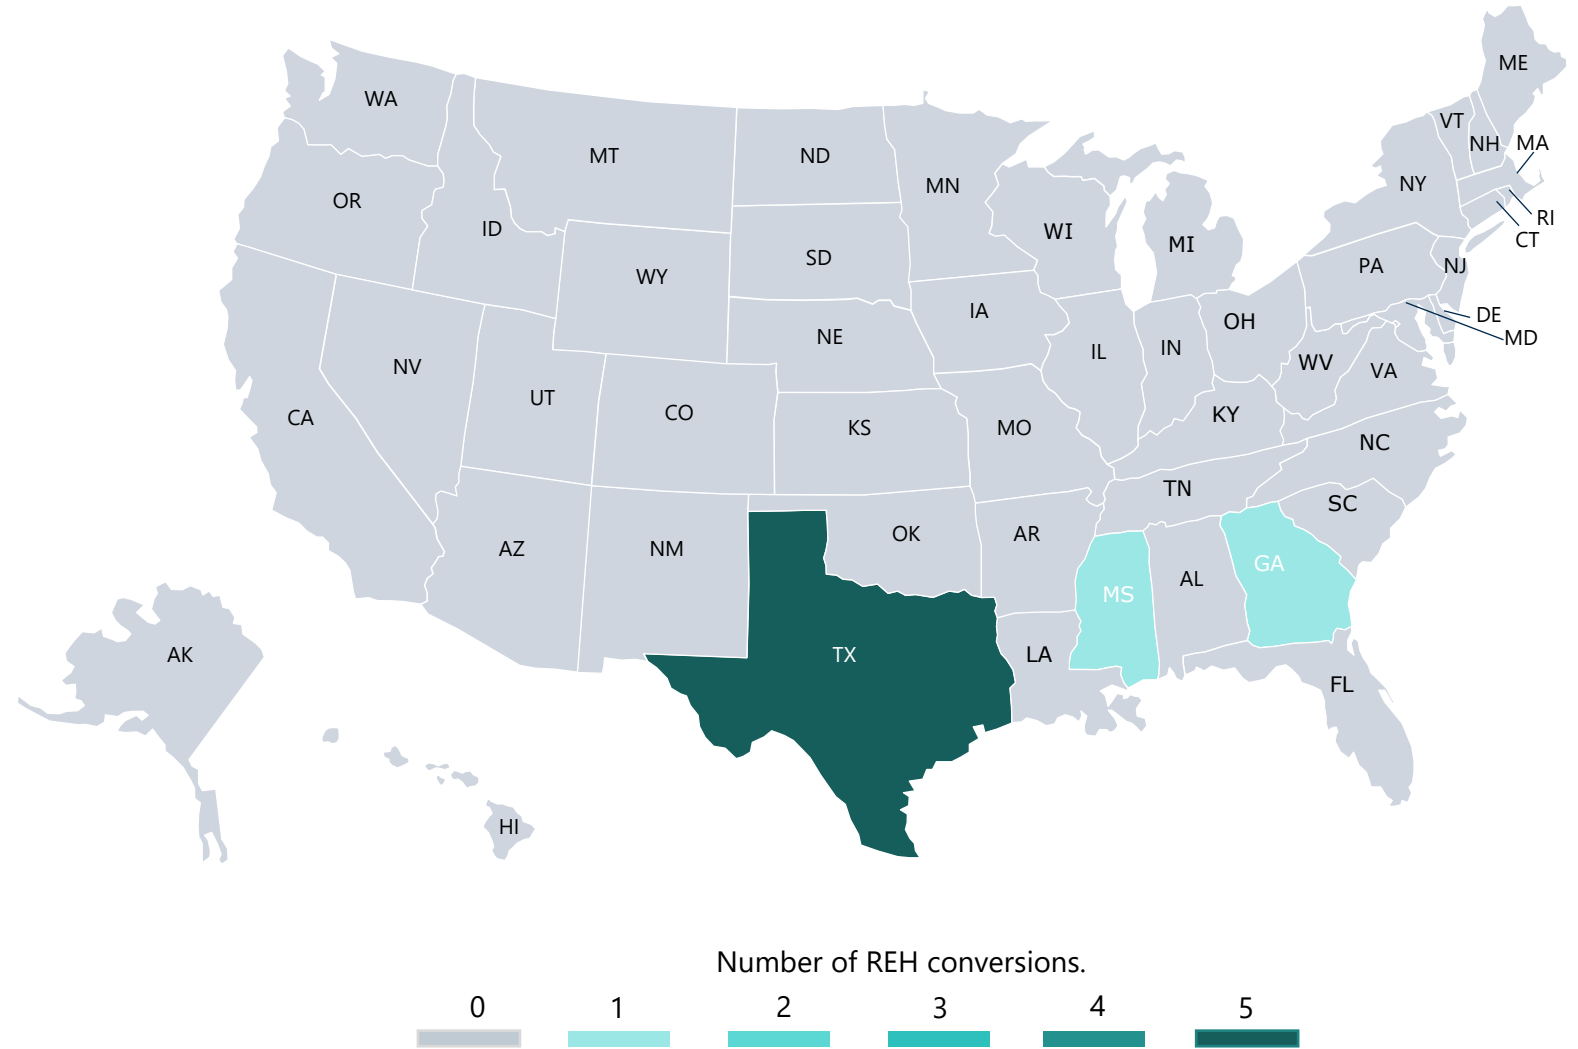 ME
WA
VT
NH
MA
MT
ND
MN
NY
OR
ID
RI
WI
MI
CT
SD
PA
NJ
WY
IA
DE
NE
OH
MD
IL
IN
WV
NV
VA
UT
CO
KY
CA
KS
MO
NC
TN
SC
AZ
NM
OK
AR
GA
AL
MS
AK
TX
LA
FL
HI
Number of REH conversions.
0 1 2 3 4 5